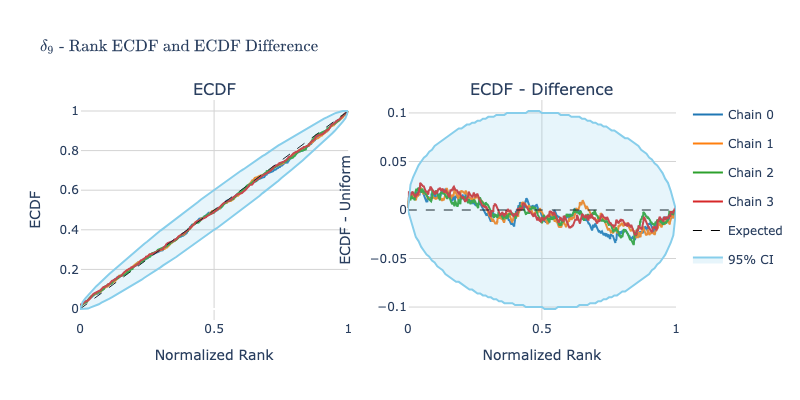 δ₉ - Rank ECDF and ECDF Difference
ECDF
ECDF - Difference
ECDF
1
0.8
0.6
0.4
0.2
0
0
0.5
1
Normalized Rank
ECDF - Uniform
0.1
0.05
0
−0.05
−0.1
0
0.5
1
Normalized Rank
Chain 0
Chain 1
Chain 2
Chain 3
Expected
95% CI